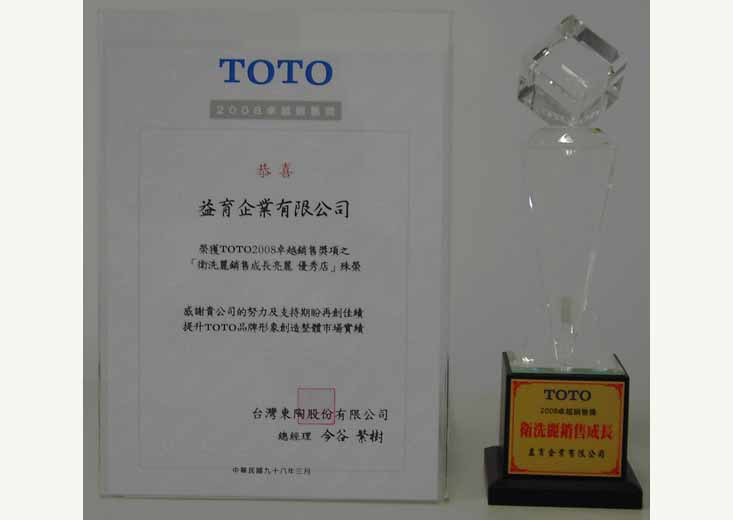 TOTO
2008卓越銷售獎
恭喜
益育企業有限公司
榮獲TOTO2008卓越銷售獎項之
「衛洗麗銷售成長亮麗 優秀店」殊榮
感謝貴公司的努力及支持期盼再創佳績
提升TOTO品牌形象創造整體市場實績
台灣東陶股份有限公司
總經理 今谷 繁樹
中華民國九十八年三月
TOTO
2008卓越銷售獎
衛洗麗銷售成長
益育企業有限公司